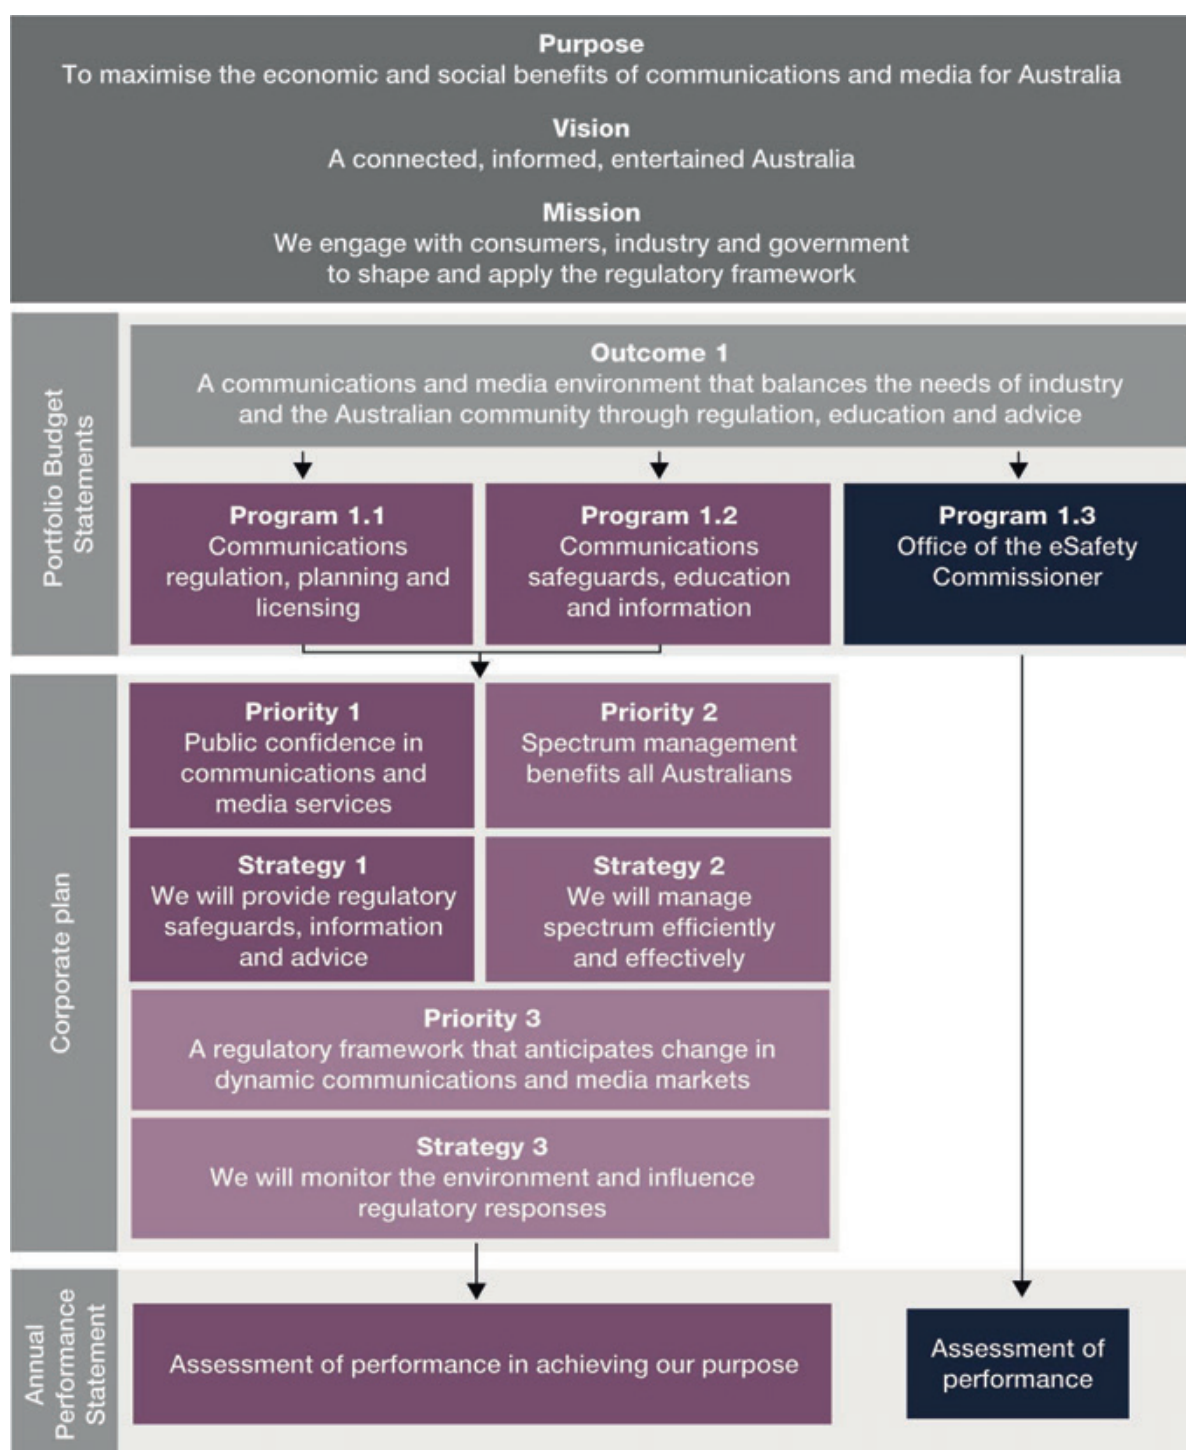 Purpose
To maximise the economic and social benefits of communications and media for Australia
Vision
A connected, informed, entertained Australia
Mission
We engage with consumers, industry and government
to shape and apply the regulatory framework
Portfolio Budget
Statements
Outcome 1
A communications and media environment that balances the needs of industry
and the Australian community through regulation, education and advice
Program 1.1
Communications
regulation, planning and
licensing
Program 1.2
Communications
safeguards, education
and information
Program 1.3
Office of the eSafety
Commissioner
Corporate plan
Priority 1
Public confidence in
communications and
media services
Priority 2
Spectrum management
benefits all Australians
Strategy 1
We will provide regulatory
safeguards, information
and advice
Strategy 2
We will manage
spectrum efficiently
and effectively
Priority 3
A regulatory framework that anticipates change in
dynamic communications and media markets
Strategy 3
We will monitor the environment and influence
regulatory responses
Annual
Performance
Statement
Assessment of performance in achieving our purpose
Assessment of
performance